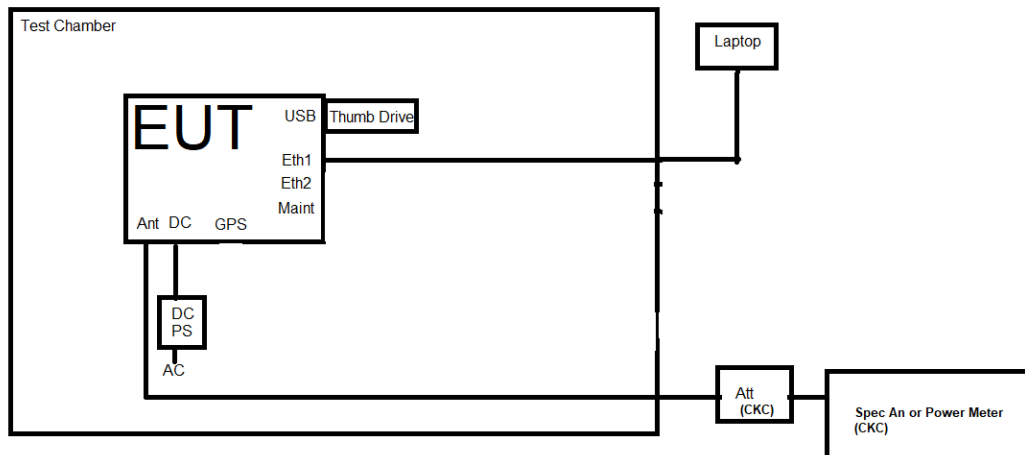 Test Chamber
Laptop
EUT
USB
Thumb Drive
Eth1
Eth2
Maint
Ant
DC
GPS
DC
PS
AC
Att
(CKC)
Spec An or Power Meter
(CKC)